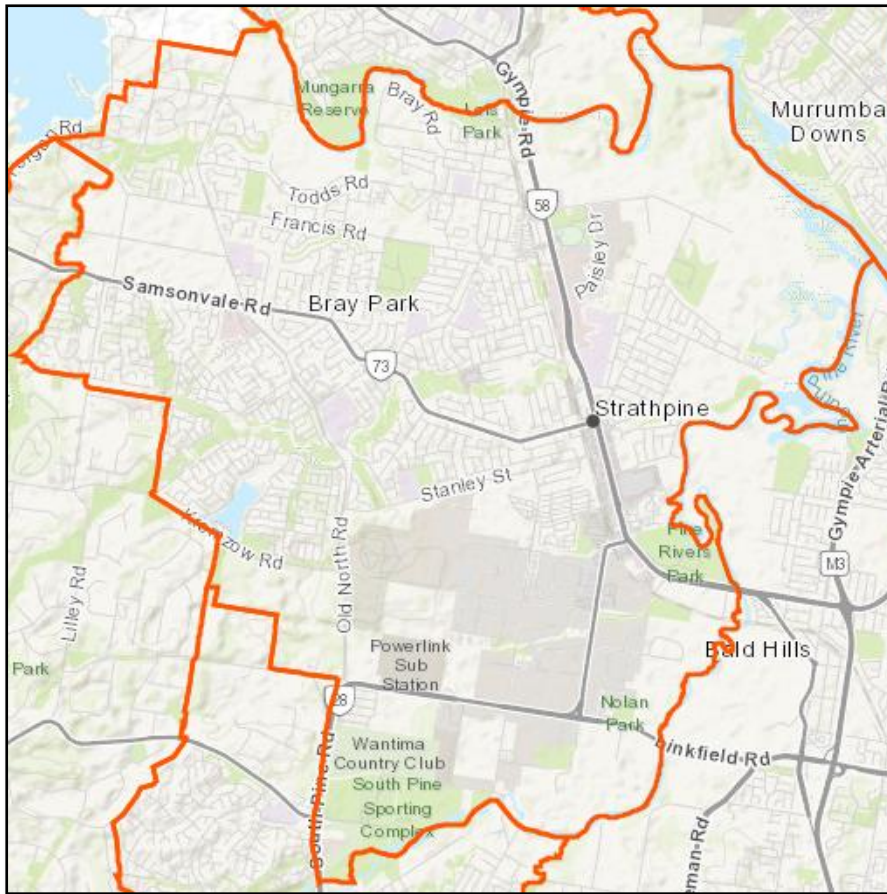 Gympie Rd
Mungarra
Reserve
Bray Rd
Leis
Park
Murrumba
Downs
Todds Rd
58
Francis Rd
Paisley Dr
Samsonvale Rd
Bray Park
73
Pine River
Strathpine
Stanley St
Gympie Arterial
Kremzow Rd
Old North Rd
Pine
Rivers
Park
M3
Lilley Rd
Bald Hills
Park
Powerlink
Sub
Station
28
Nolan
Park
Linkfield Rd
Wantima
Country Club
South Pine
Sporting
Complex
South Pine Rd
eman Rd